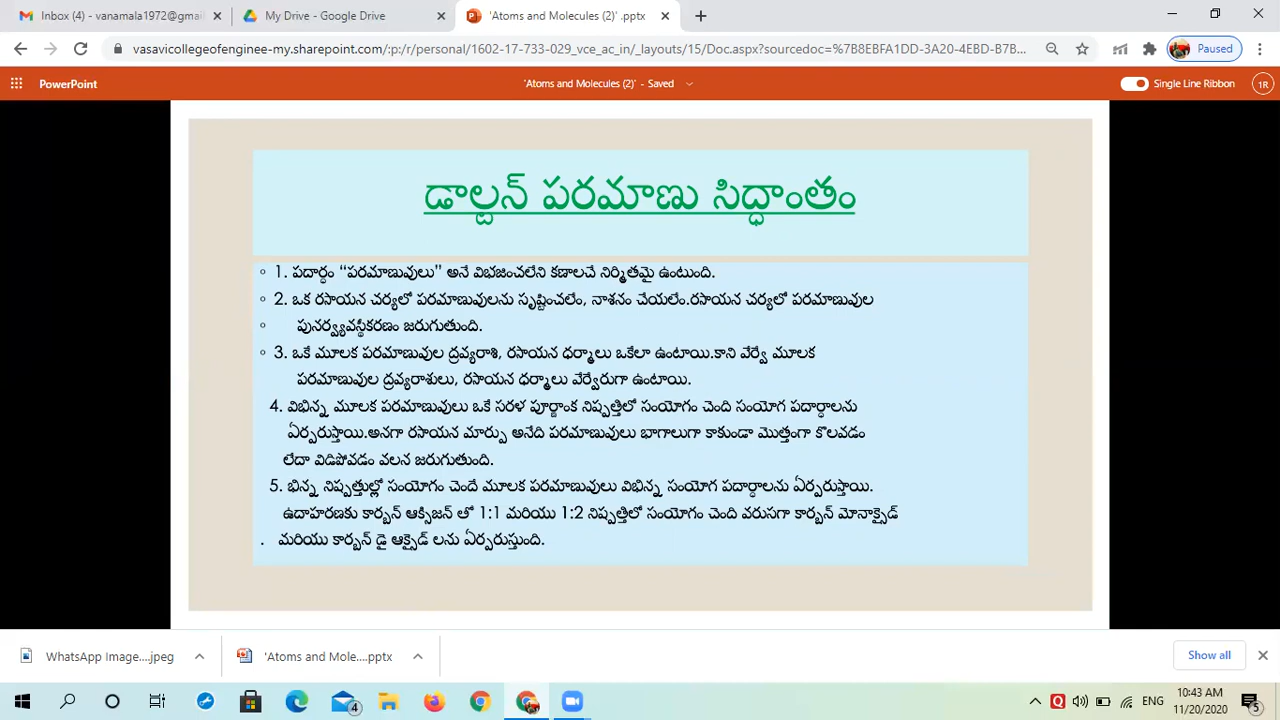 Inbox (4) - vanamala1972@gmail
My Drive - Google Drive
'Atoms and Molecules (2)' .pptx
vasavicollegeofenginee-my.sharepoint.com/:p:/r/personal/1602-17-733-029_vce_ac_in/_layouts/15/Doc.aspx?sourcedoc=%7B8EBFA1DD-3A20-4EBD-B7B...
Paused
PowerPoint
'Atoms and Molecules (2)' - Saved
Single Line Ribbon
1R
డాల్టన్ పరమాణు సిద్ధాంతం
1. పదార్థం “పరమాణువులు” అనే విభజించలేని కణాలచే నిర్మితమై ఉంటుంది.
2. ఒక రసాయన చర్యలో పరమాణువులను సృష్టించలేం, నాశనం చేయలేం.రసాయన చర్యలో పరమాణువుల
పునర్వ్యవస్థీకరణం జరుగుతుంది.
3. ఒకే మూలక పరమాణువుల ద్రవ్యరాశి, రసాయన ధర్మాలు ఒకేలా ఉంటాయి.కాని వేర్వే మూలక
పరమాణువుల ద్రవ్యరాశులు, రసాయన ధర్మాలు వేర్వేరుగా ఉంటాయి.
4. విభిన్న మూలక పరమాణువులు ఒకే సరళ పూర్ణాంక నిష్పత్తిలో సంయోగం చెంది సంయోగ పదార్థాలను
ఏర్పరుస్తాయి.అనగా రసాయన మార్పు అనేది పరమాణువులు భాగాలుగా కాకుండా మొత్తంగా కొలవడం
లేదా విడిపోవడం వలన జరుగుతుంది.
5. భిన్న నిష్పత్తుల్లో సంయోగం చెందే మూలక పరమాణువులు విభిన్న సంయోగ పదార్థాలను ఏర్పరుస్తాయి.
ఉదాహరణకు కార్బన్ ఆక్సిజన్ తో 1:1 మరియు 1:2 నిష్పత్తిలో సంయోగం చెంది వరుసగా కార్బన్ మోనాక్సైడ్
. మరియు కార్బన్ డై ఆక్సైడ్ లను ఏర్పరుస్తుంది.
WhatsApp Image....jpeg
'Atoms and Mole....pptx
Show all
4
Q
ENG
10:43 AM
11/20/2020
5